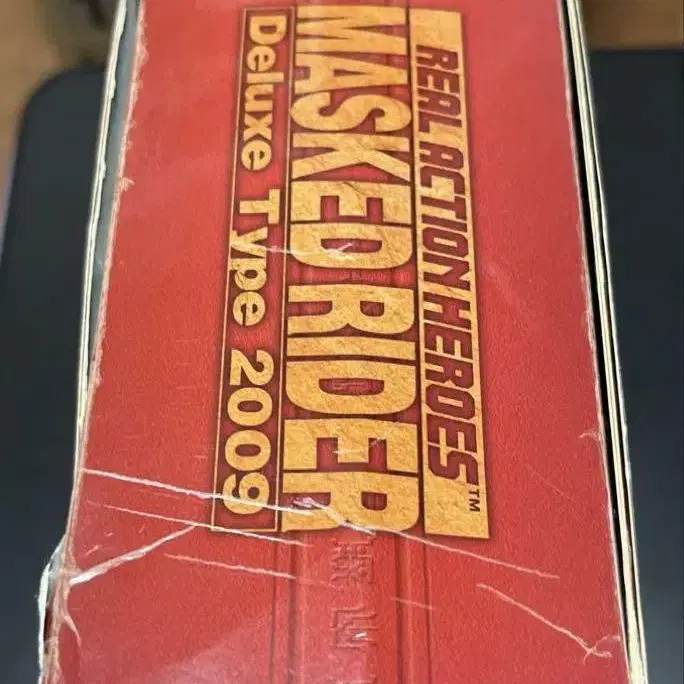 REAL ACTION HEROES™
MASKED RIDER
Deluxe Type 2009